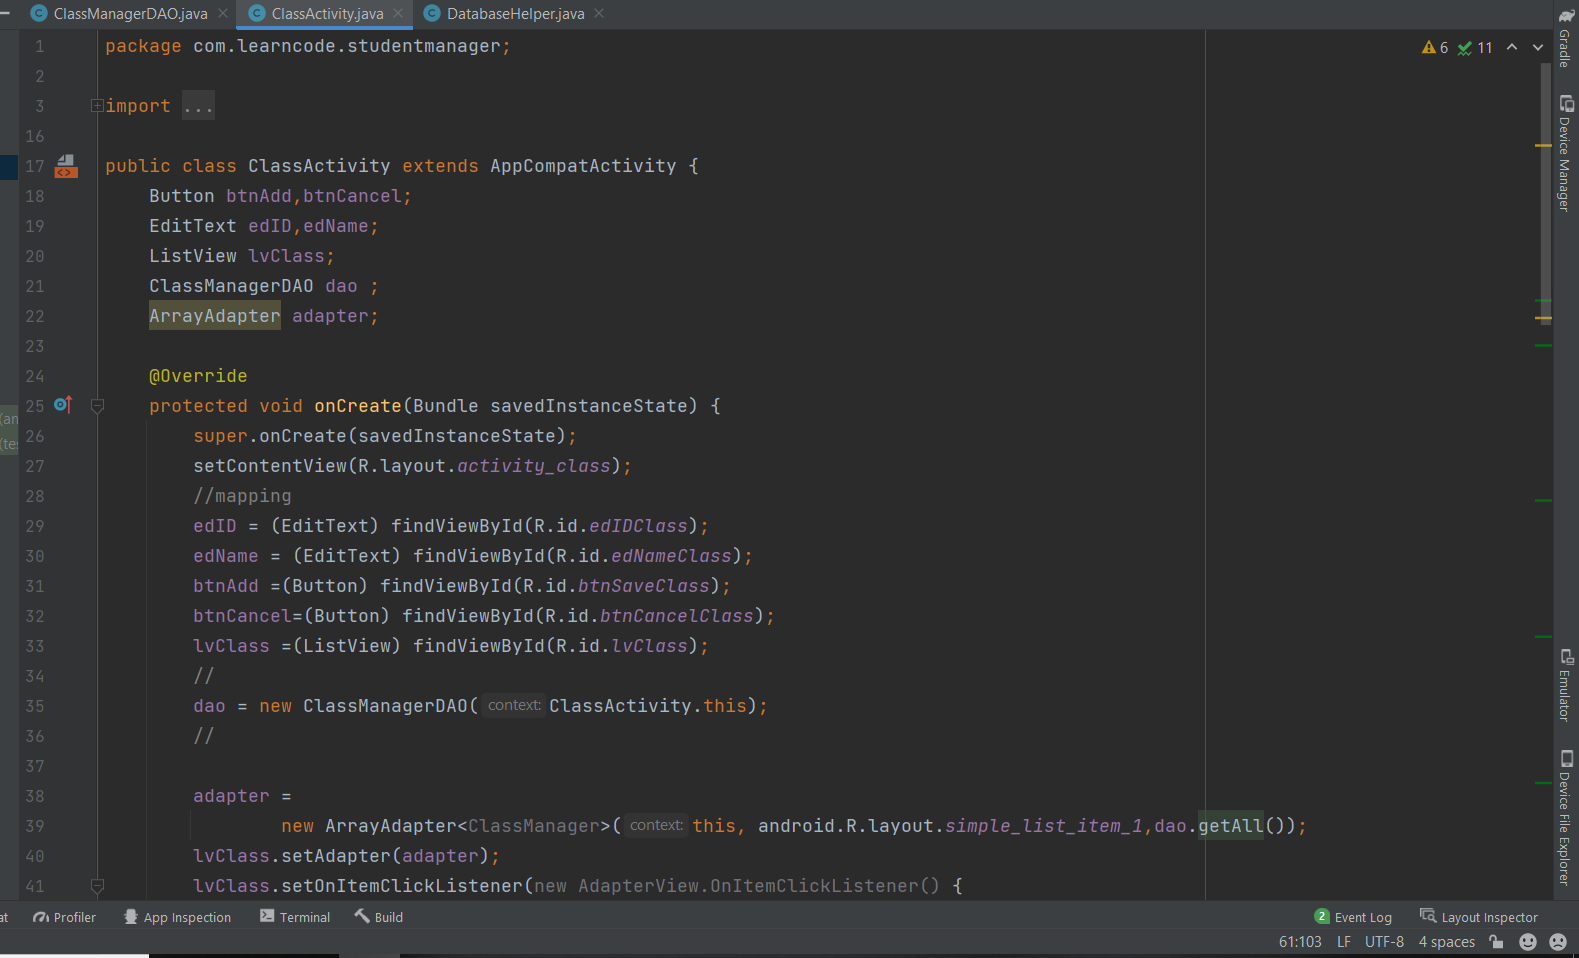 ClassManagerDAO.java ClassActivity.java DatabaseHelper.java
6 11
1 package com.learncode.studentmanager;
2
3 import ...
16
17 public class ClassActivity extends AppCompatActivity {
18 Button btnAdd,btnCancel;
19 EditText edID,edName;
20 ListView lvClass;
21 ClassManagerDAO dao ;
22 ArrayAdapter adapter;
23
24 @Override
25 protected void onCreate(Bundle savedInstanceState) {
26 super.onCreate(savedInstanceState);
27 setContentView(R.layout.activity_class);
28 //mapping
29 edID = (EditText) findViewById(R.id.edIDClass);
30 edName = (EditText) findViewById(R.id.edNameClass);
31 btnAdd =(Button) findViewById(R.id.btnSaveClass);
32 btnCancel=(Button) findViewById(R.id.btnCancelClass);
33 lvClass =(ListView) findViewById(R.id.lvClass);
34 //
35 dao = new ClassManagerDAO( context: ClassActivity.this);
36 //
37
38 adapter =
39 new ArrayAdapter<ClassManager>( context: this, android.R.layout.simple_list_item_1,dao.getAll());
40 lvClass.setAdapter(adapter);
41 lvClass.setOnItemClickListener(new AdapterView.OnItemClickListener() {
(an
(tes
Gradle
Device Manager
Emulator
Device File Explorer
at Profiler App Inspection Terminal Build 2 Event Log Layout Inspector
61:103 LF UTF-8 4 spaces